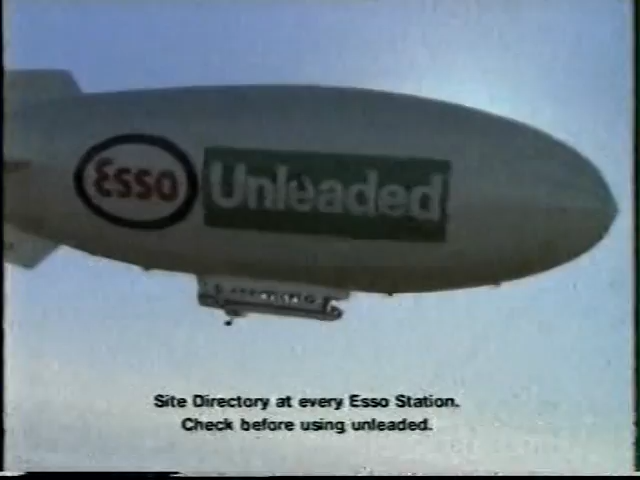 Esso
Unleaded
Site Directory at every Esso Station.
Check before using unleaded.